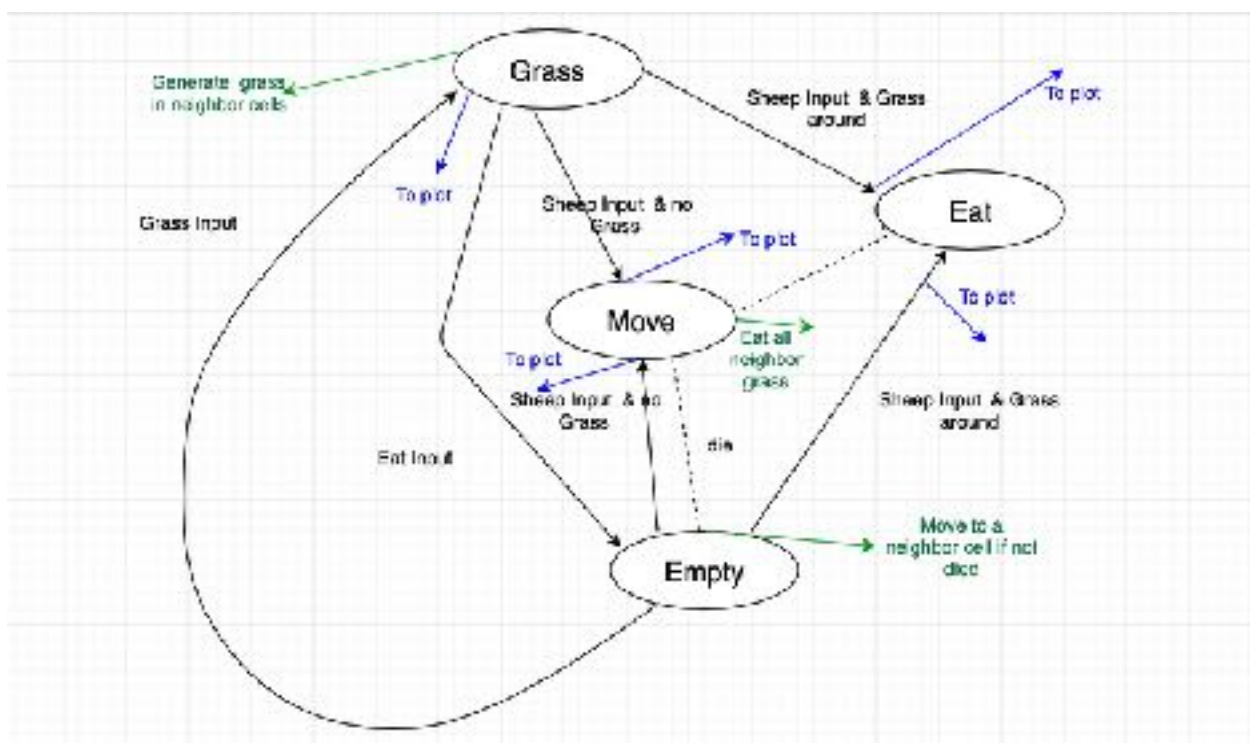 Grass
Generate grass
in neighbor cells
Sheep Input & Grass
around
To plot
To plot
Grass Input
Sheep Input & no
Grass
Eat
To plot
Move
To plot
Eat all
neighbor
grass
To plot
Sheep Input & no
Grass
Sheep Input & Grass
around
Eat Input
die
Move to a
neighbor cell if not
died
Empty